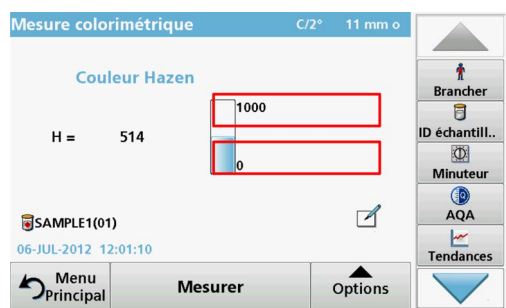 Mesure colorimétrique C/2° 11 mm o
Couleur Hazen
1000
H = 514
0
SAMPLE1(01)
06-JUL-2012 12:01:10
Menu Principal
Mesurer
Options
Brancher
ID échantill..
Minuteur
AQA
Tendances